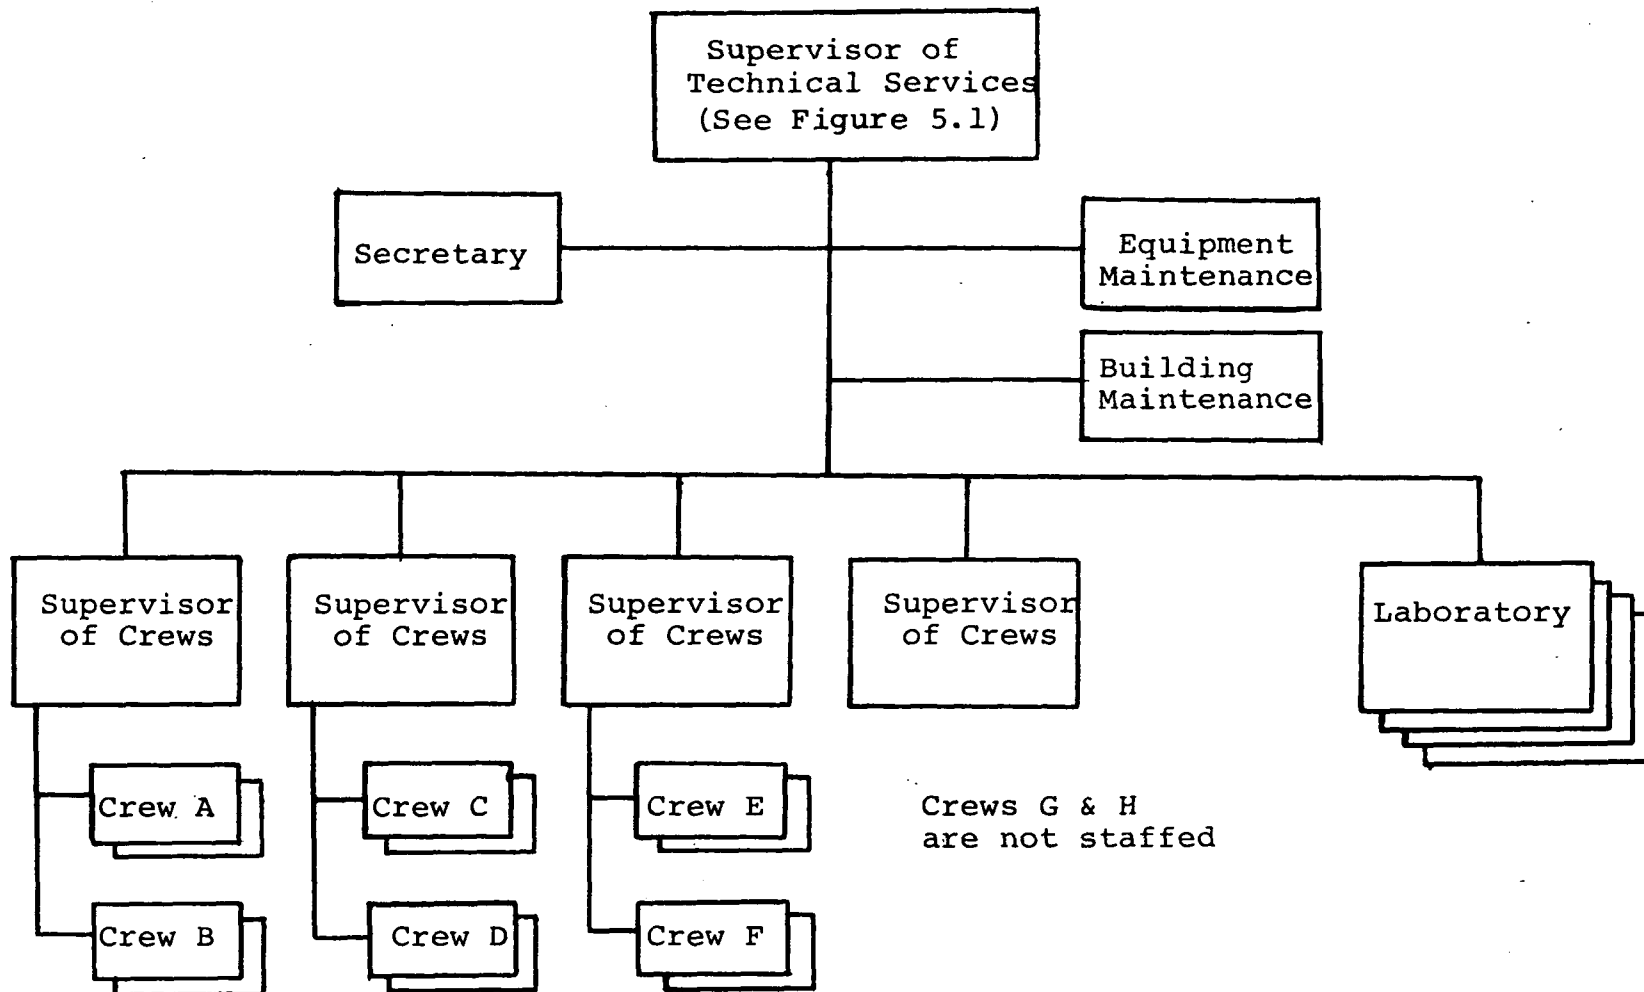 Supervisor of
Technical Services
(See Figure 5.1)
Secretary
Equipment
Maintenance
Building
Maintenance
Supervisor
of Crews
Supervisor
of Crews
Supervisor
of Crews
Supervisor
of Crews
Laboratory
Crew A
Crew C
Crew E
Crews G & H
are not staffed
Crew B
Crew D
Crew F